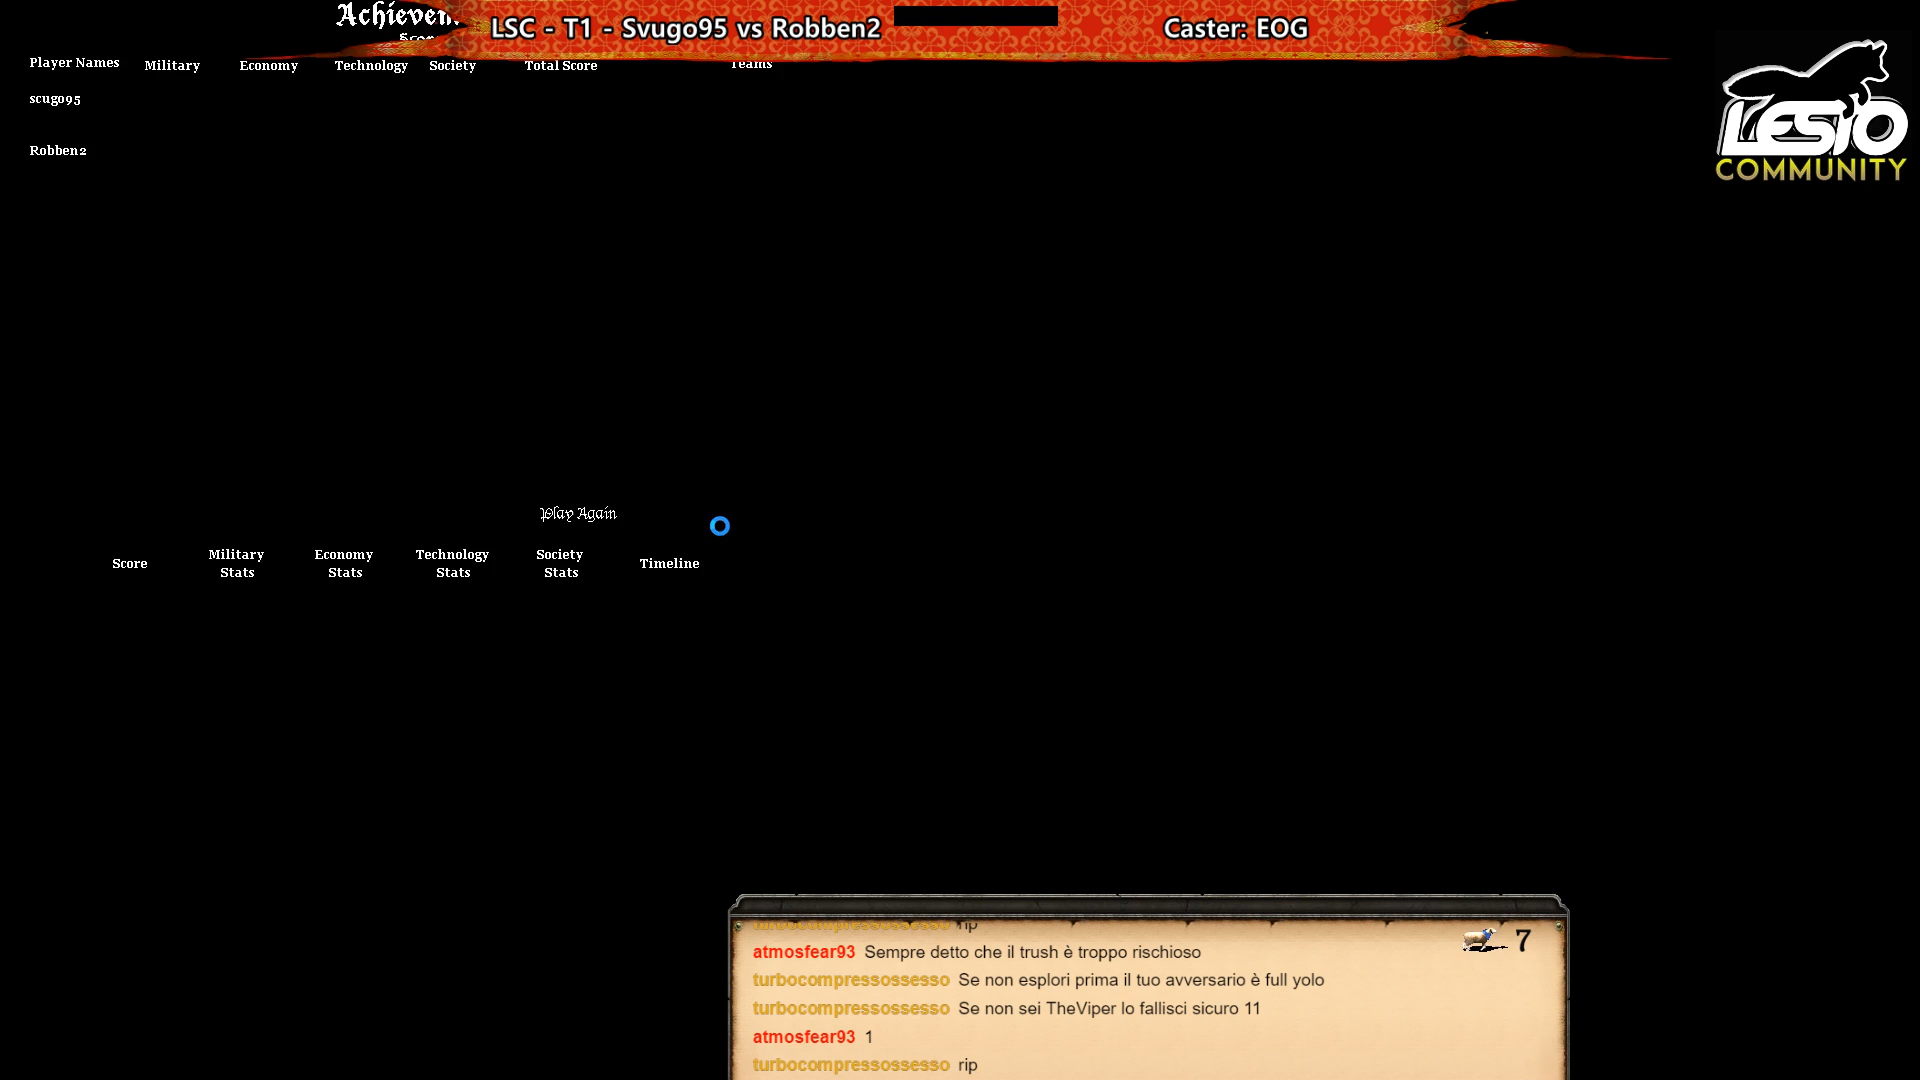 LSC - T1 - Svugo95 vs Robben2
Caster: EOG
Player Names
Military
Economy
Technology
Society
Total Score
Teams
scugo95
Robben2
LESIO
COMMUNITY
Play Again
Score
Military
Stats
Economy
Stats
Technology
Stats
Society
Stats
Timeline
turbocompressossesso rip
7
atmosfear93 Sempre detto che il trush è troppo rischioso
turbocompressossesso Se non esplori prima il tuo avversario è full yolo
turbocompressossesso Se non sei TheViper lo fallisci sicuro 11
atmosfear93 1
turbocompressossesso rip